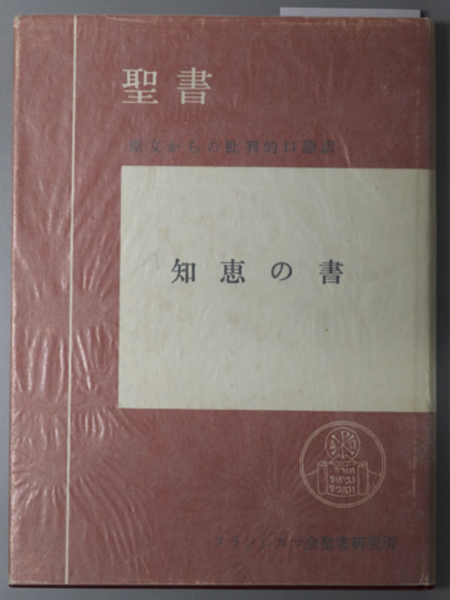 聖書
原文からの批判的口語訳
知恵の書
フランシスコ会聖書研究所